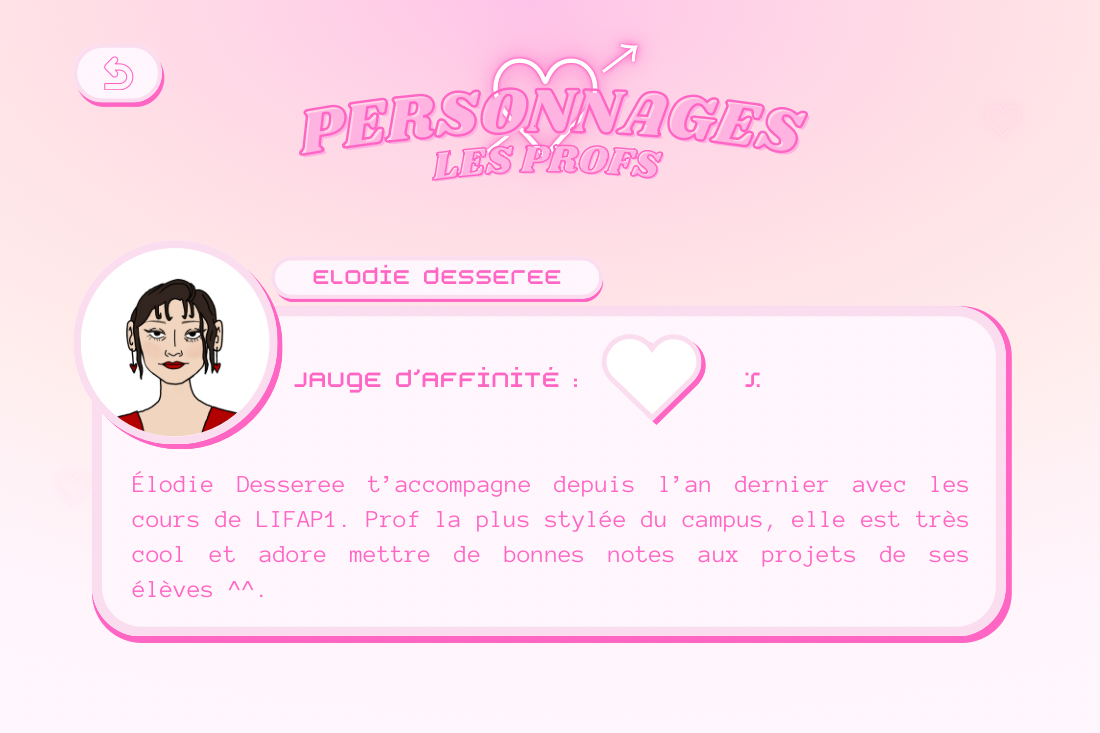 PERSONNAGES
LES PROFS
ELODIE DESSEREE
JAUGE D'AFFINITÉ : %
Élodie Desseree t'accompagne depuis l'an dernier avec les
cours de LIFAP1. Prof la plus stylée du campus, elle est très
cool et adore mettre de bonnes notes aux projets de ses
élèves ^^.